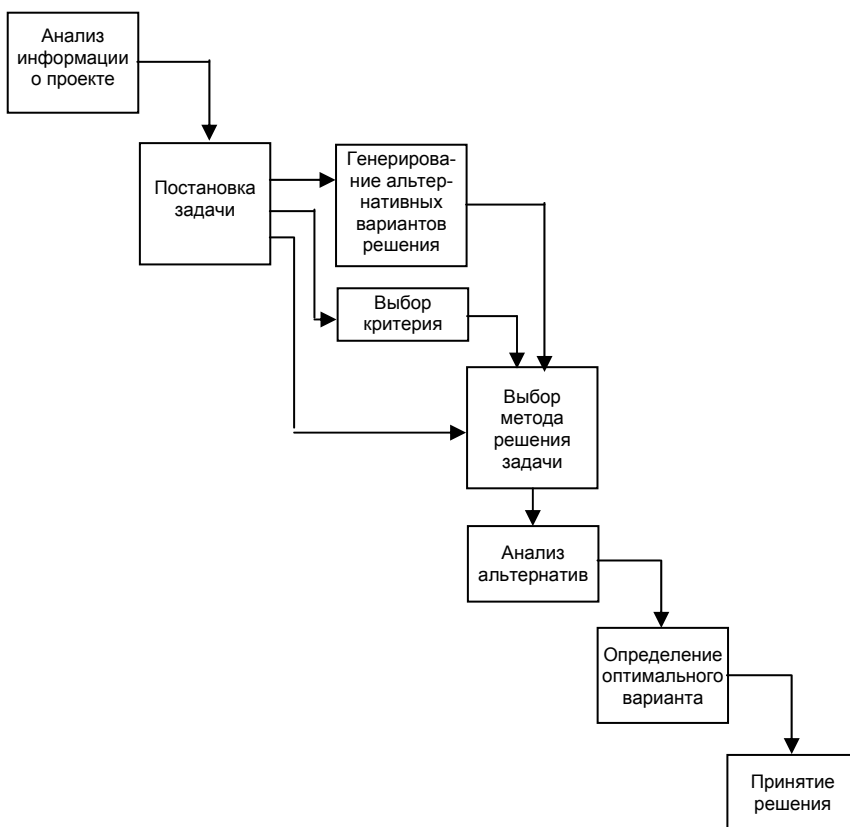 Анализ
информации
о проекте
Постановка
задачи
Генерирова-
ние альтер-
нативных
вариантов
решения
Выбор
критерия
Выбор
метода
решения
задачи
Анализ
альтернатив
Определение
оптимального
варианта
Принятие
решения